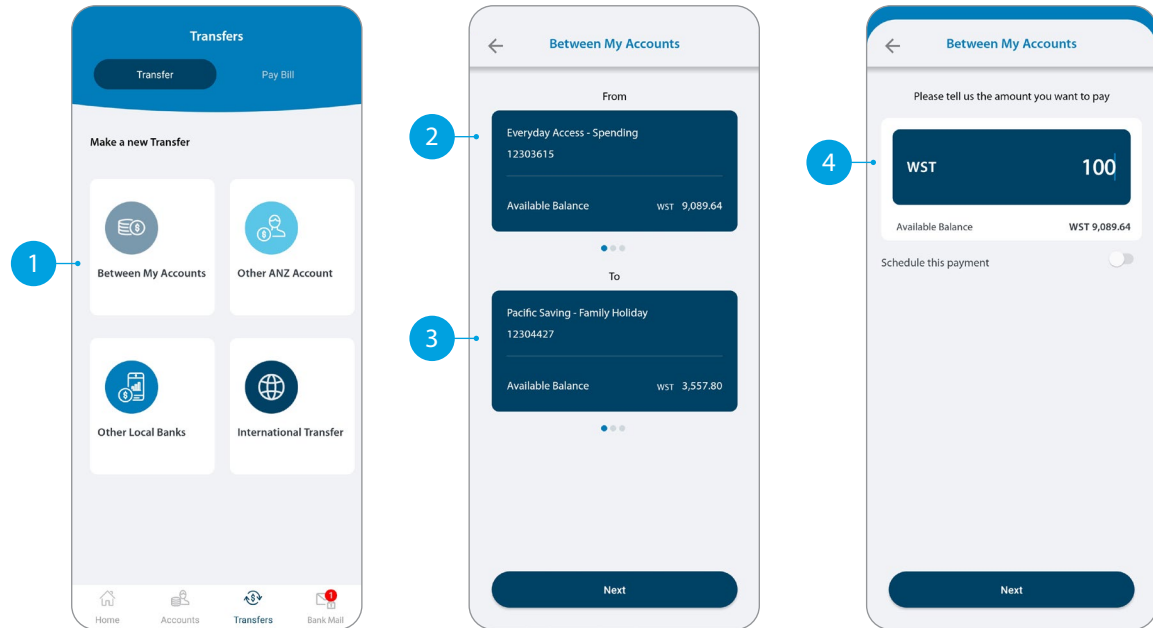 Transfers
Transfer
Pay Bill
Make a new Transfer
1
Between My Accounts
Other ANZ Account
Other Local Banks
International Transfer
Home
Accounts
Transfers
1
Bank Mail
Between My Accounts
From
2
Everyday Access - Spending
12303615
Available Balance WST 9,089.64
To
3
Pacific Saving - Family Holiday
12304427
Available Balance WST 3,557.80
Next
Between My Accounts
Please tell us the amount you want to pay
4
WST 100
Available Balance WST 9,089.64
Schedule this payment
Next